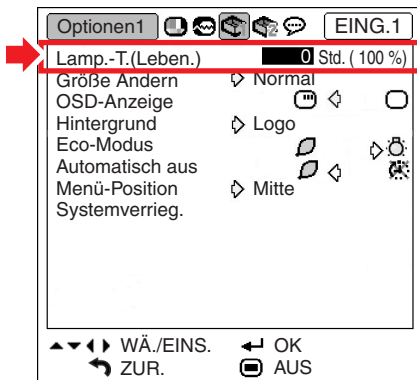 Optionen1 EING.1
Lamp.-T.(Leben.) 0 Std. ( 100 %)
Größe Ändern Normal
OSD-Anzeige
Hintergrund Logo
Eco-Modus
Automatisch aus
Menü-Position Mitte
Systemverrieg.
WÄ./EINS. OK
ZUR. AUS